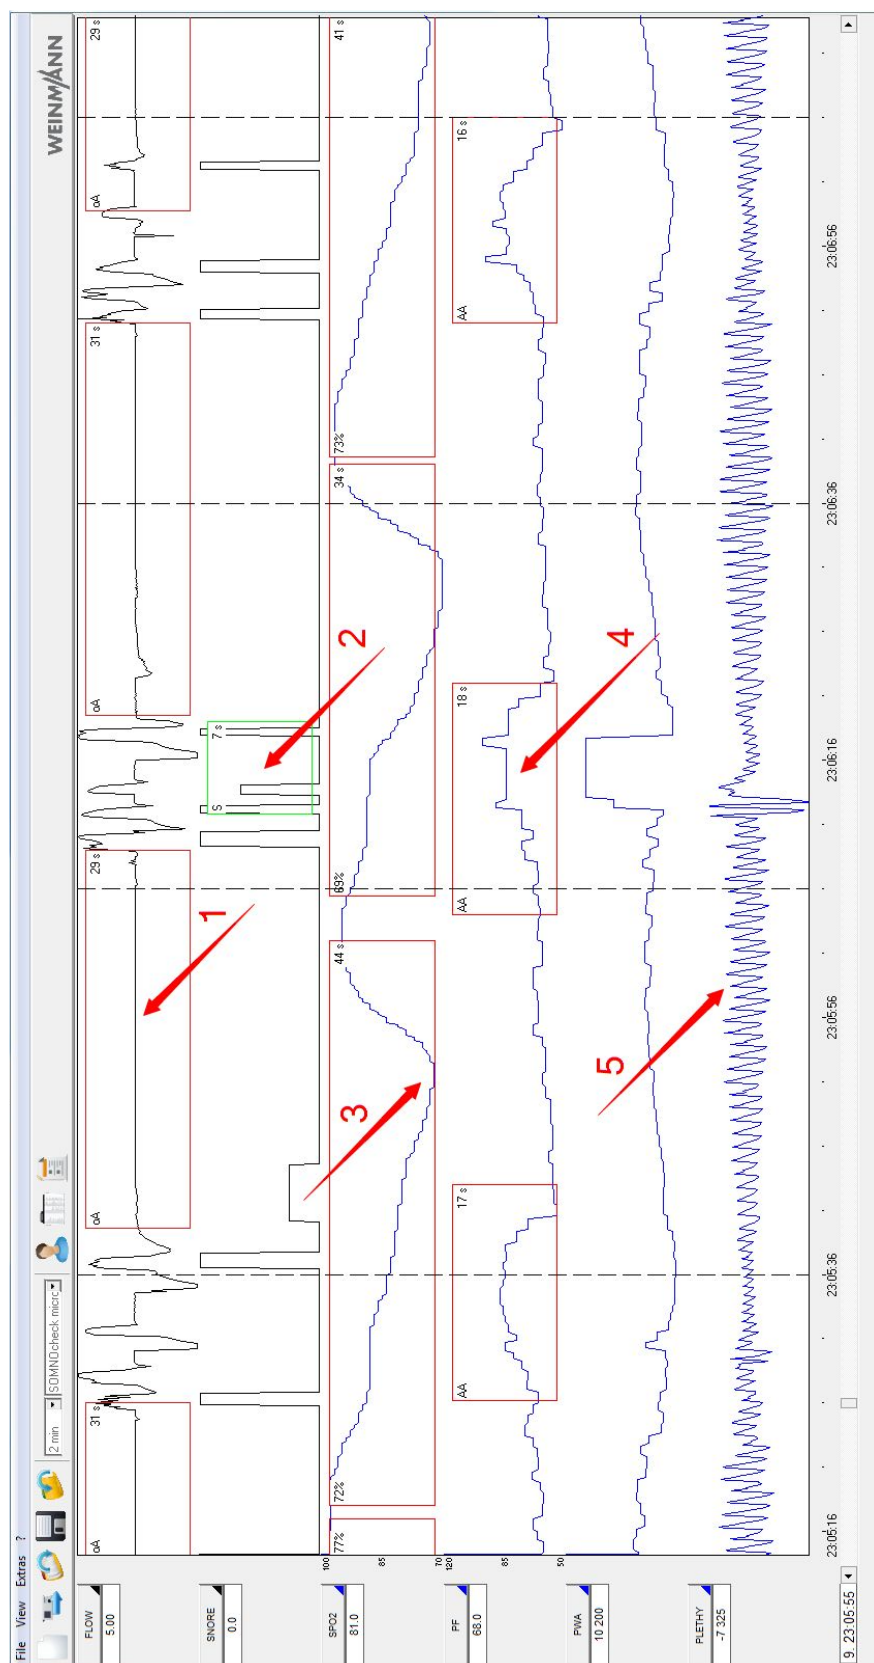 File View Extras ?
2 min
SOMNOcheck micro
WEINMANN
FLOW
5.00
oA
31 s
oA
29 s
oA
31 s
oA
29 s
1
SNORE
0.0
S
7 s
2
SPO2
81.0
100
85
70
77%
72%
44 s
69%
34 s
73%
41 s
3
PF
68.0
120
85
50
AA
17 s
AA
18 s
AA
16 s
4
PWA
10 200
PLETHY
-7 325
5
23:05:16
23:05:36
23:05:56
23:06:16
23:06:36
23:06:56
9. 23:05:55